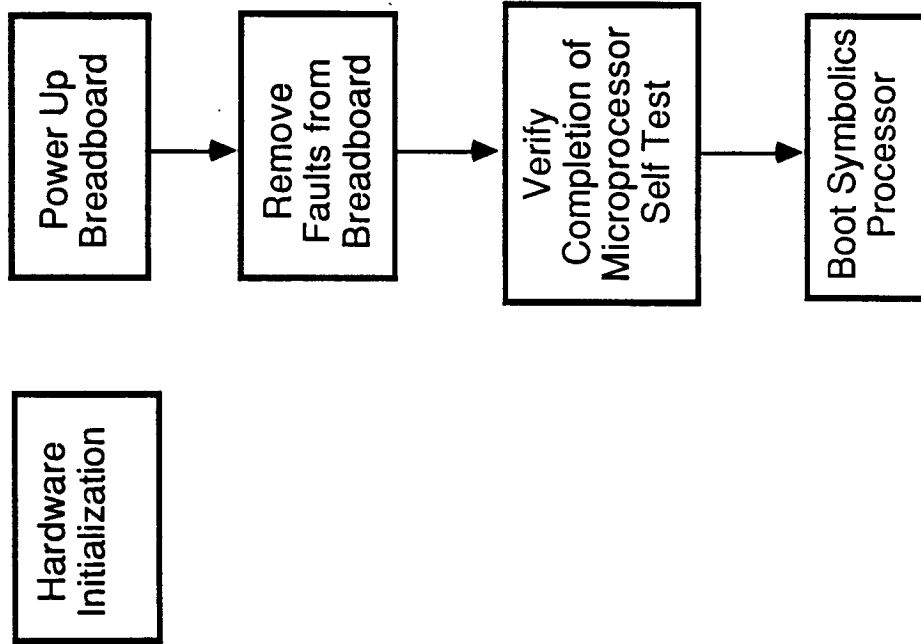 Hardware
Initialization
Power Up
Breadboard
Remove
Faults from
Breadboard
Verify
Completion of
Microprocessor
Self Test
Boot Symbolics
Processor